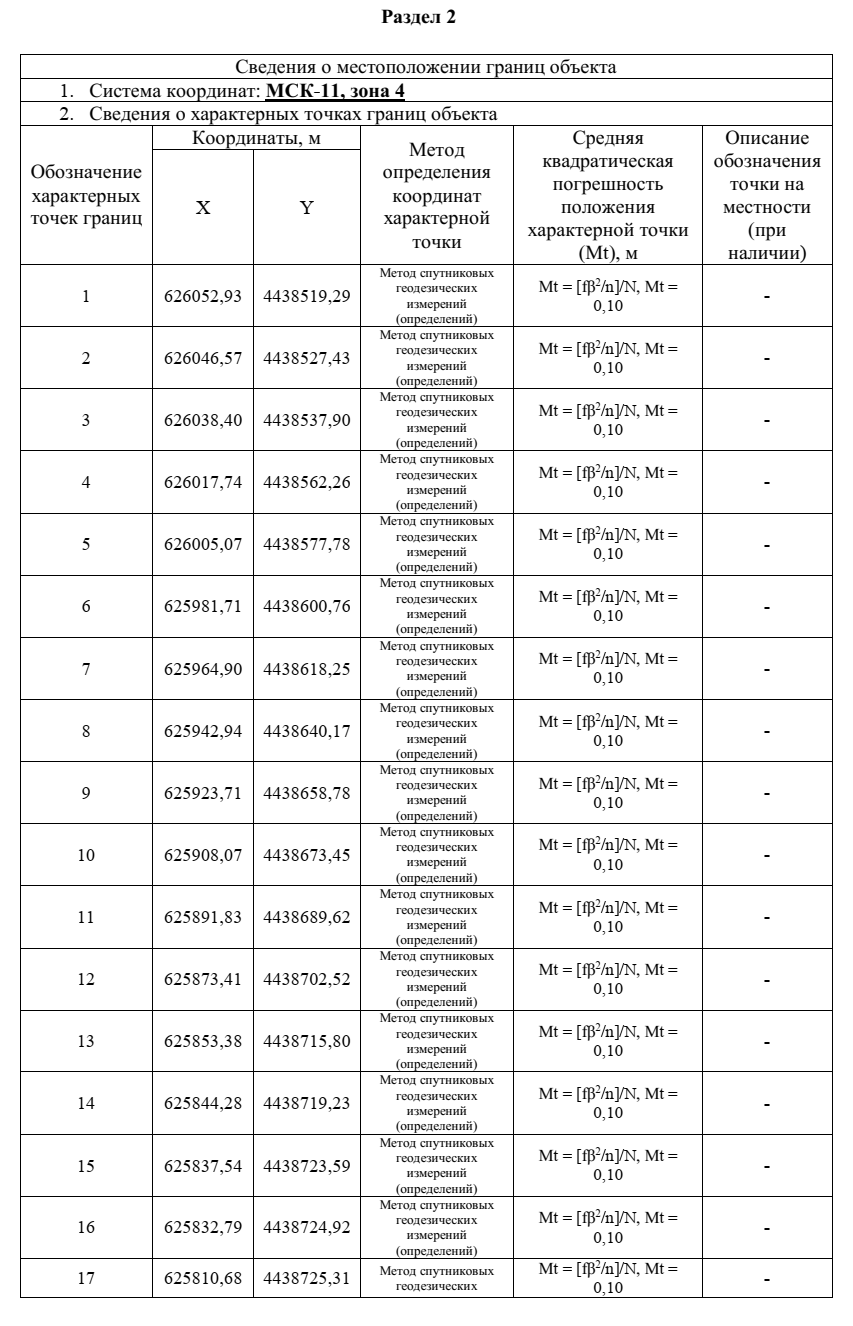 Раздел 2
Сведения о местоположении границ объекта
1. Система координат: МСК-11, зона 4
2. Сведения о характерных точках границ объекта
Обозначение
характерных
точек границ
Координаты, м
X
Y
Метод
определения
координат
характерной
точки
Средняя
квадратическая
погрешность
положения
характерной точки
(Mt), м
Описание
обозначения
точки на
местности
(при
наличии)
1 626052,93 4438519,29
Метод спутниковых
геодезических
измерений
(определений)
Mt = [fβ²/n]/N, Mt =
0,10
-
2 626046,57 4438527,43
Метод спутниковых
геодезических
измерений
(определений)
Mt = [fβ²/n]/N, Mt =
0,10
-
3 626038,40 4438537,90
Метод спутниковых
геодезических
измерений
(определений)
Mt = [fβ²/n]/N, Mt =
0,10
-
4 626017,74 4438562,26
Метод спутниковых
геодезических
измерений
(определений)
Mt = [fβ²/n]/N, Mt =
0,10
-
5 626005,07 4438577,78
Метод спутниковых
геодезических
измерений
(определений)
Mt = [fβ²/n]/N, Mt =
0,10
-
6 625981,71 4438600,76
Метод спутниковых
геодезических
измерений
(определений)
Mt = [fβ²/n]/N, Mt =
0,10
-
7 625964,90 4438618,25
Метод спутниковых
геодезических
измерений
(определений)
Mt = [fβ²/n]/N, Mt =
0,10
-
8 625942,94 4438640,17
Метод спутниковых
геодезических
измерений
(определений)
Mt = [fβ²/n]/N, Mt =
0,10
-
9 625923,71 4438658,78
Метод спутниковых
геодезических
измерений
(определений)
Mt = [fβ²/n]/N, Mt =
0,10
-
10 625908,07 4438673,45
Метод спутниковых
геодезических
измерений
(определений)
Mt = [fβ²/n]/N, Mt =
0,10
-
11 625891,83 4438689,62
Метод спутниковых
геодезических
измерений
(определений)
Mt = [fβ²/n]/N, Mt =
0,10
-
12 625873,41 4438702,52
Метод спутниковых
геодезических
измерений
(определений)
Mt = [fβ²/n]/N, Mt =
0,10
-
13 625853,38 4438715,80
Метод спутниковых
геодезических
измерений
(определений)
Mt = [fβ²/n]/N, Mt =
0,10
-
14 625844,28 4438719,23
Метод спутниковых
геодезических
измерений
(определений)
Mt = [fβ²/n]/N, Mt =
0,10
-
15 625837,54 4438723,59
Метод спутниковых
геодезических
измерений
(определений)
Mt = [fβ²/n]/N, Mt =
0,10
-
16 625832,79 4438724,92
Метод спутниковых
геодезических
измерений
(определений)
Mt = [fβ²/n]/N, Mt =
0,10
-
17 625810,68 4438725,31
Метод спутниковых
геодезических
Mt = [fβ²/n]/N, Mt =
0,10
-